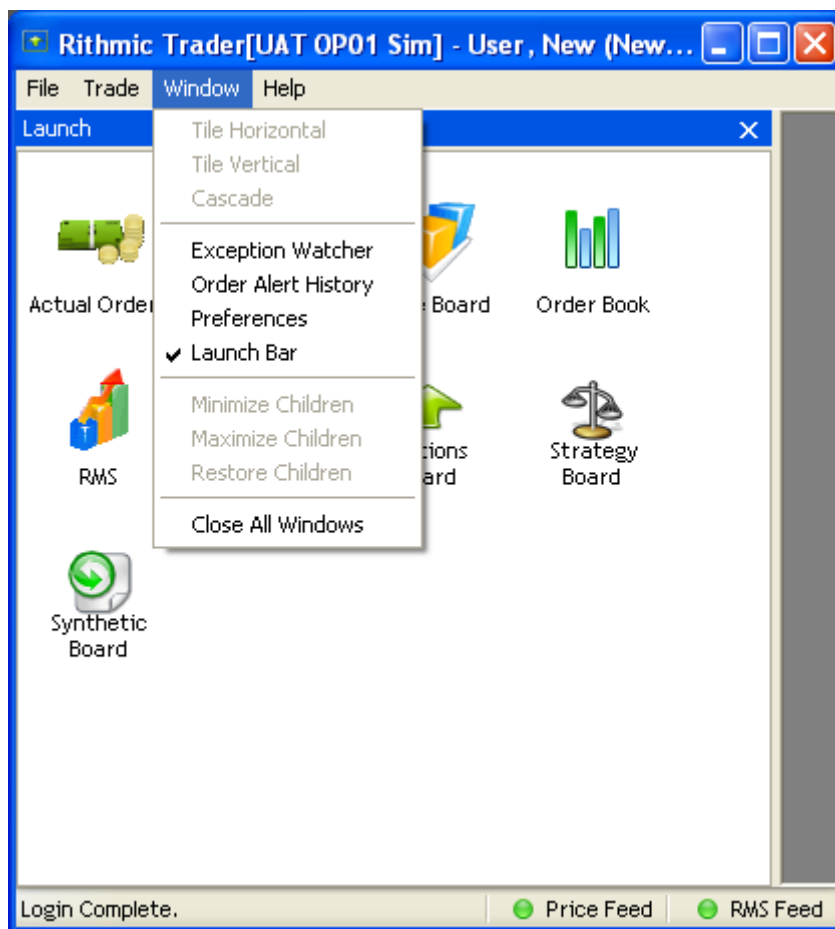 Rithmic Trader[UAT OP01 Sim] - User, New (New...
File Trade Window Help
Launch
Tile Horizontal
Tile Vertical
Cascade
Exception Watcher
Order Alert History
Preferences
Launch Bar
Minimize Children
Maximize Children
Restore Children
Close All Windows
Actual Order
Board
Order Book
RMS
ard
Strategy
Board
Synthetic
Board
Login Complete.
Price Feed
RMS Feed